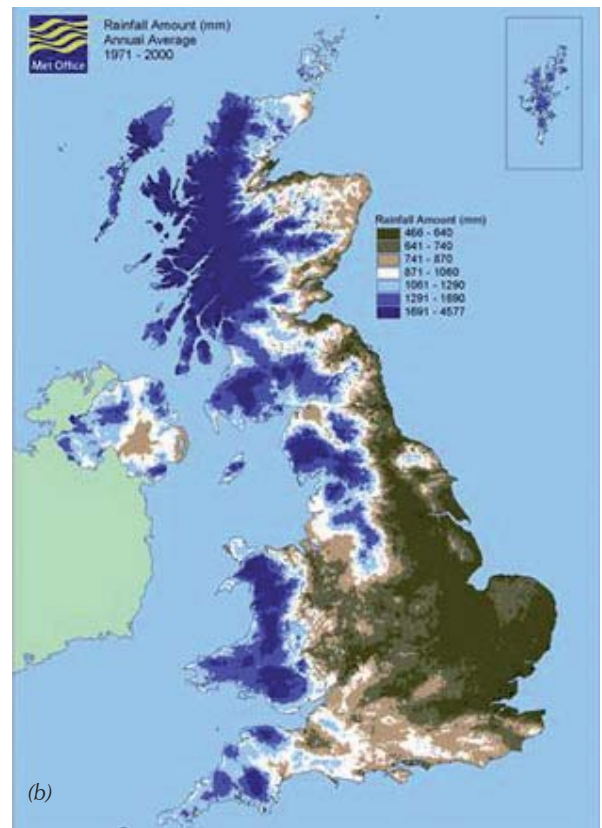 Met Office
Rainfall Amount (mm)
Annual Average
1971 - 2000
Rainfall Amount (mm)
466 - 640
641 - 740
741 - 870
871 - 1060
1061 - 1290
1291 - 1690
1691 - 4577
(b)